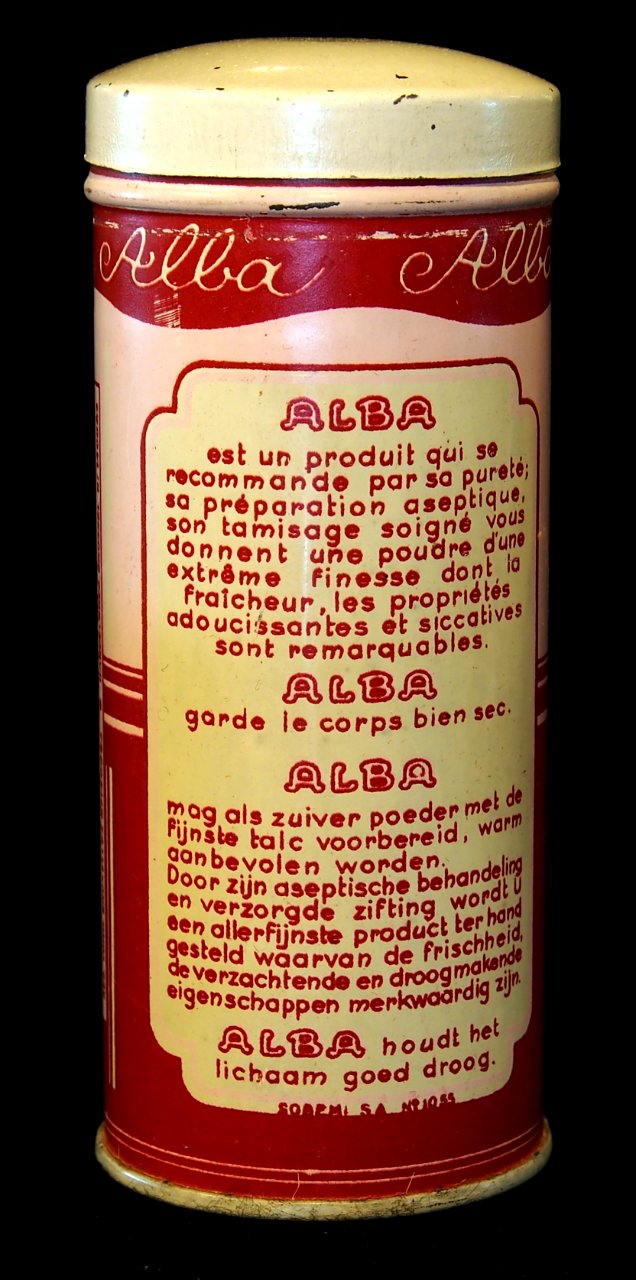 Alba Alba
ALBA
est un produit qui se
recommande par sa pureté;
sa préparation aseptique,
son tamisage soigné vous
donnent une poudre d'une
extrême finesse dont la
fraîcheur, les propriétés
adoucissantes et siccatives
sont remarquables.
ALBA
garde le corps bien sec.
ALBA
mag als zuiver poeder met de
fijnste talc voorbereid, warm
aanbevolen worden.
Door zijn aseptische behandeling
en verzorgde zifting wordt U
een allerfijnste product ter hand
gesteld waarvan de frischheid,
de verzachtende en droogmakende
eigenschappen merkwaardig zijn.
ALBA houdt het
lichaam goed droog.
S.A. Nº 1055